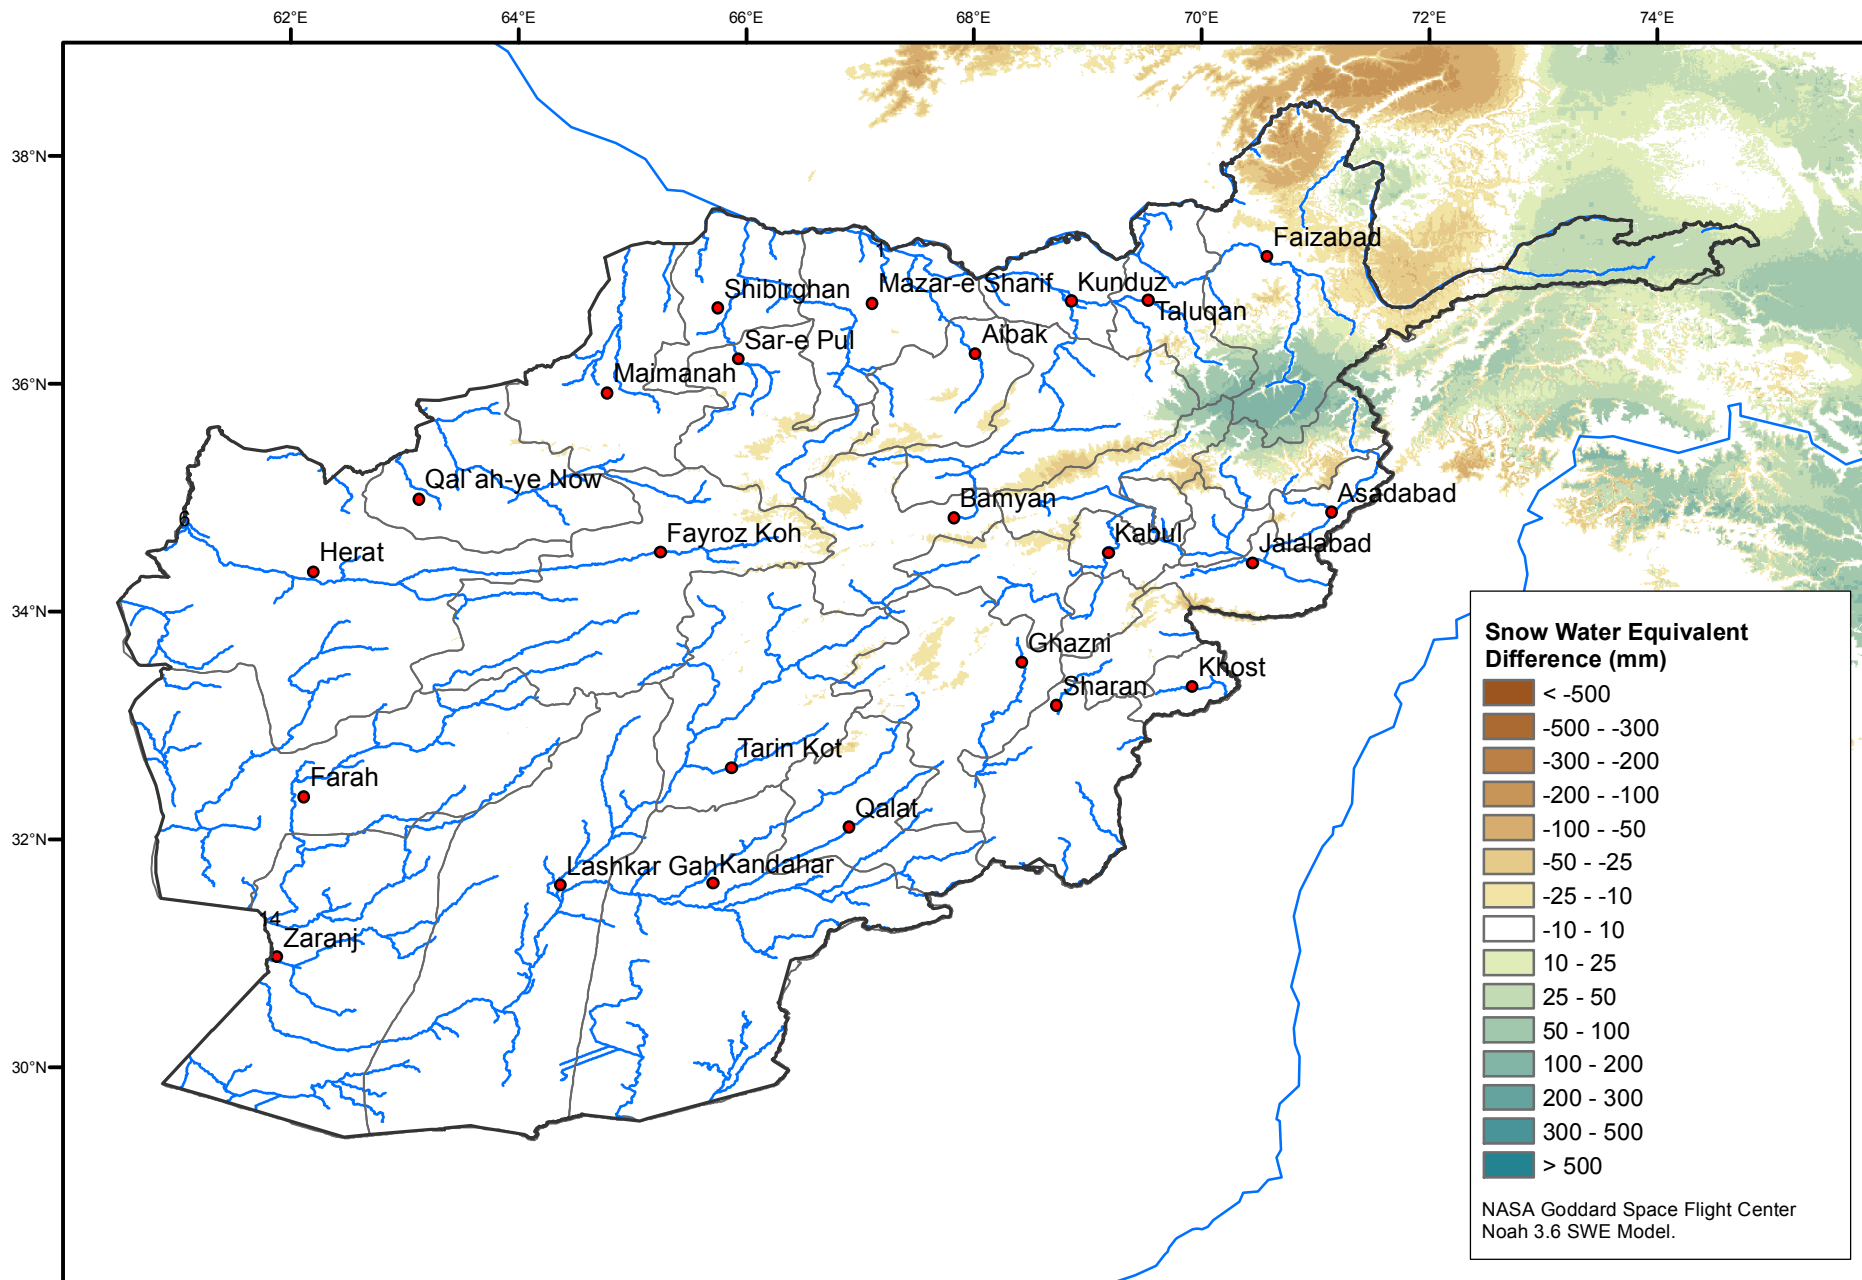 62°E
64°E
66°E
68°E
70°E
72°E
74°E
38°N
36°N
34°N
32°N
30°N
Faizabad
Shibirghan
Mazar-e Sharif
Kunduz
Taluqan
Sar-e Pul
Aibak
Maimanah
Qal ah-ye Now
Bamyan
Asadabad
6
Fayroz Koh
Kabul
Jalalabad
Herat
Ghazni
Khost
Sharan
Tarin Kot
Farah
Qalat
Lashkar Gah
Kandahar
14
Zaranj
Snow Water Equivalent
Difference (mm)
< -500
-500 - -300
-300 - -200
-200 - -100
-100 - -50
-50 - -25
-25 - -10
-10 - 10
10 - 25
25 - 50
50 - 100
100 - 200
200 - 300
300 - 500
> 500
NASA Goddard Space Flight Center
Noah 3.6 SWE Model.